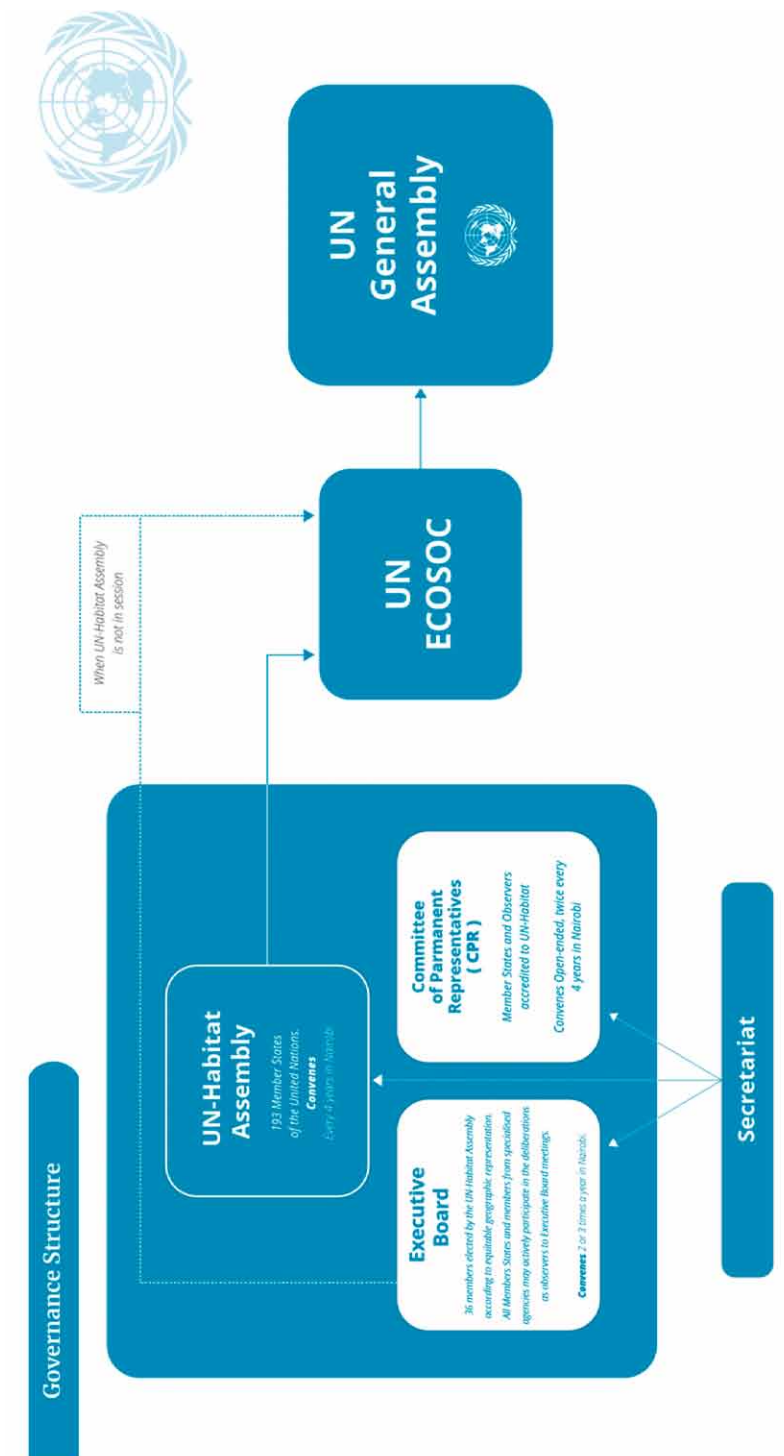 Governance Structure
When UN-Habitat Assembly
is not in session
UN-Habitat
Assembly
193 Member States
of the United Nations.
Convenes
Every 4 years in Nairobi
UN
ECOSOC
UN
General
Assembly
Executive
Board
36 members elected by the UN-Habitat Assembly
according to equitable geographic representation.
All Members States and members from specialised
agencies may actively participate in the deliberations
as observers to Executive Board meetings.
Convenes 2 or 3 times a year in Nairobi.
Committee
of Parmanent
Representatives
( CPR )
Member States and Observers
accredited to UN-Habitat
Convenes Open-ended, twice every
4 years in Nairobi
Secretariat